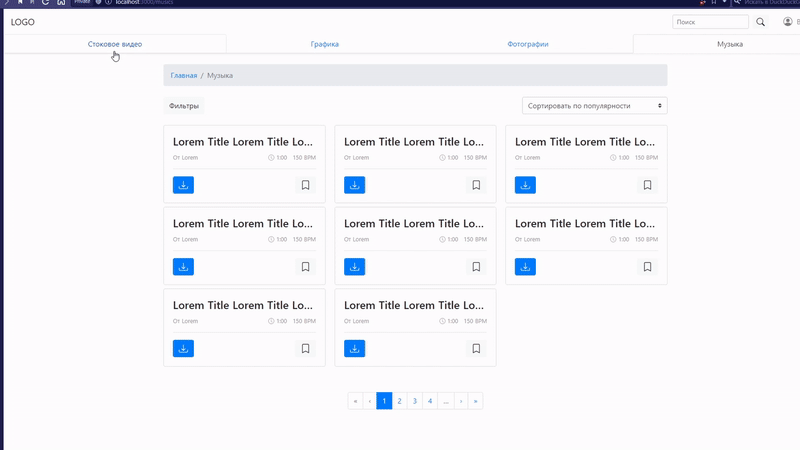 Private
localhost:3000/musics
Искать в DuckDuckGo
LOGO
Поиск
Стоковое видео
Графика
Фотографии
Музыка
Главная / Музыка
Фильтры
Сортировать по популярности
Lorem Title Lorem Title Lo...
Lorem Title Lorem Title Lo...
Lorem Title Lorem Title Lo...
От Lorem 1:00 150 BPM
От Lorem 1:00 150 BPM
От Lorem 1:00 150 BPM
Lorem Title Lorem Title Lo...
Lorem Title Lorem Title Lo...
Lorem Title Lorem Title Lo...
От Lorem 1:00 150 BPM
От Lorem 1:00 150 BPM
От Lorem 1:00 150 BPM
Lorem Title Lorem Title Lo...
Lorem Title Lorem Title Lo...
От Lorem 1:00 150 BPM
От Lorem 1:00 150 BPM
« ‹ 1 2 3 4 ... › »